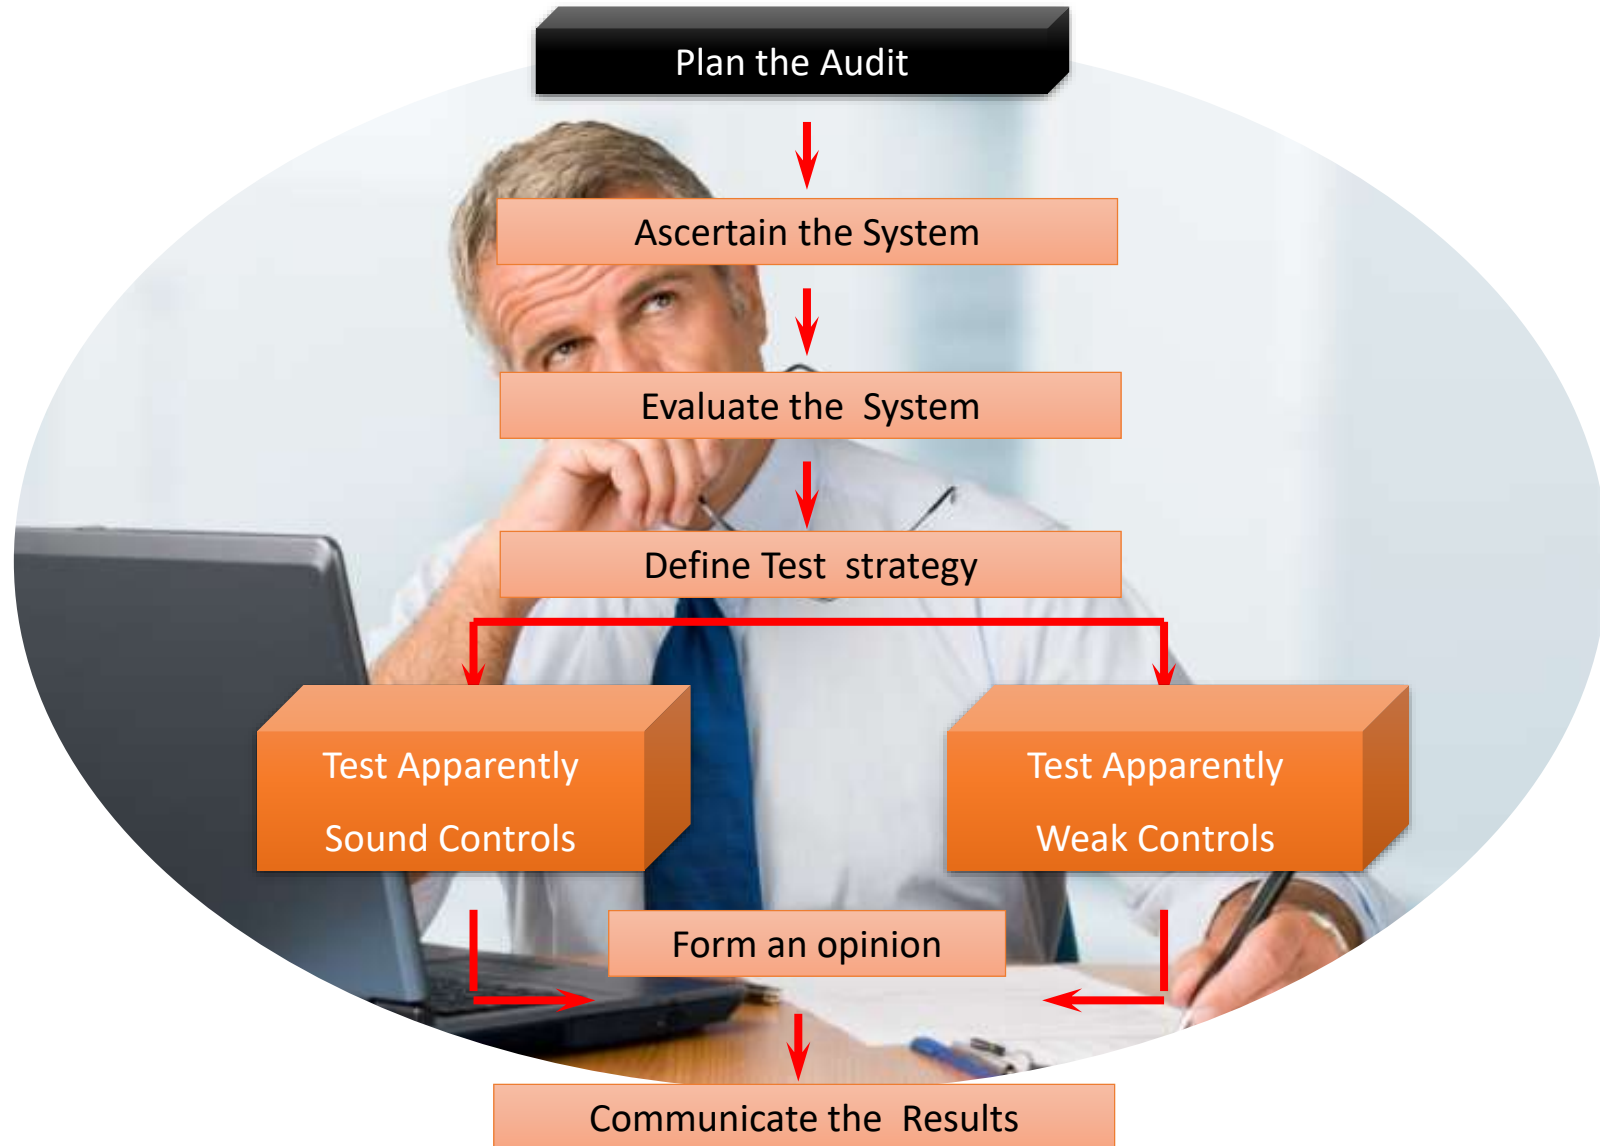 Plan the Audit
Ascertain the System
Evaluate the  System
Define Test  strategy
Test Apparently
Sound Controls
Test Apparently
Weak Controls
Form an opinion
Communicate the  Results